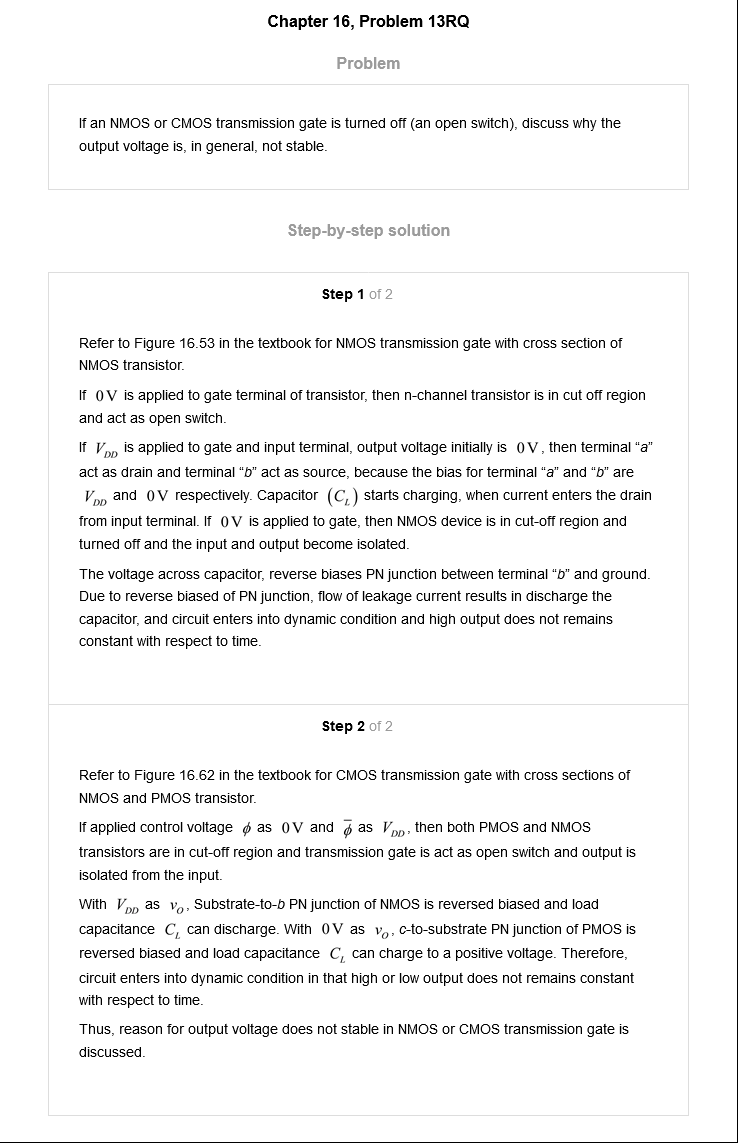 Chapter 16, Problem 13RQ
Problem
If an NMOS or CMOS transmission gate is turned off (an open switch), discuss why the
output voltage is, in general, not stable.
Step-by-step solution
Step 1 of 2
Refer to Figure 16.53 in the textbook for NMOS transmission gate with cross section of
NMOS transistor.
If 0 V is applied to gate terminal of transistor, then n-channel transistor is in cut off region
and act as open switch.
If V_DD is applied to gate and input terminal, output voltage initially is 0 V, then terminal “a”
act as drain and terminal “b” act as source, because the bias for terminal “a” and “b” are
V_DD and 0 V respectively. Capacitor (C_L) starts charging, when current enters the drain
from input terminal. If 0 V is applied to gate, then NMOS device is in cut-off region and
turned off and the input and output become isolated.
The voltage across capacitor, reverse biases PN junction between terminal “b” and ground.
Due to reverse biased of PN junction, flow of leakage current results in discharge the
capacitor, and circuit enters into dynamic condition and high output does not remains
constant with respect to time.
Step 2 of 2
Refer to Figure 16.62 in the textbook for CMOS transmission gate with cross sections of
NMOS and PMOS transistor.
If applied control voltage ϕ as 0 V and ϕ̅ as V_DD, then both PMOS and NMOS
transistors are in cut-off region and transmission gate is act as open switch and output is
isolated from the input.
With V_DD as v_O, Substrate-to-b PN junction of NMOS is reversed biased and load
capacitance C_L can discharge. With 0 V as v_O, c-to-substrate PN junction of PMOS is
reversed biased and load capacitance C_L can charge to a positive voltage. Therefore,
circuit enters into dynamic condition in that high or low output does not remains constant
with respect to time.
Thus, reason for output voltage does not stable in NMOS or CMOS transmission gate is
discussed.